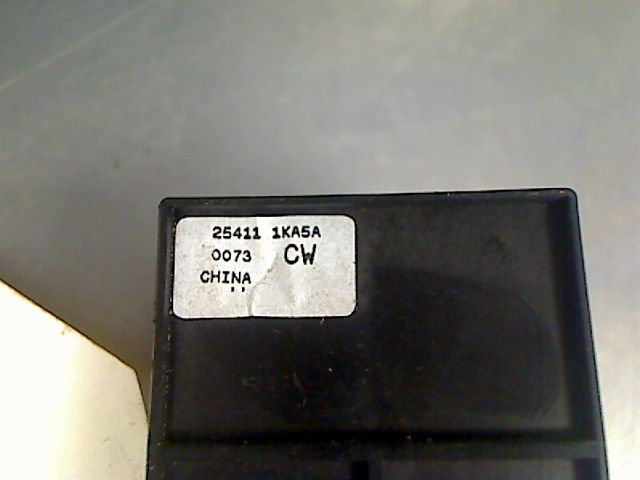 25411 1KA5A
0073 CW
CHINA
,,